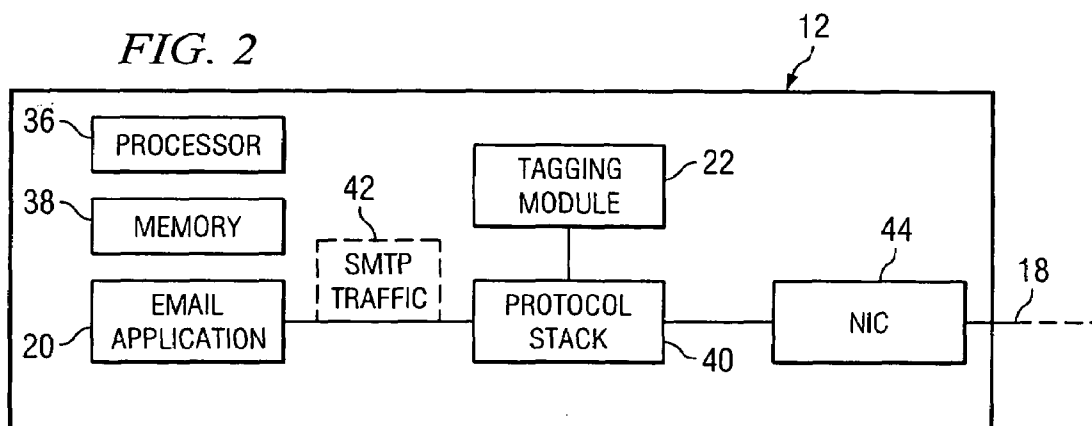 FIG. 2
12
36
PROCESSOR
TAGGING
MODULE
22
38
MEMORY
42
SMTP
TRAFFIC
44
18
EMAIL
APPLICATION
20
PROTOCOL
STACK
40
NIC